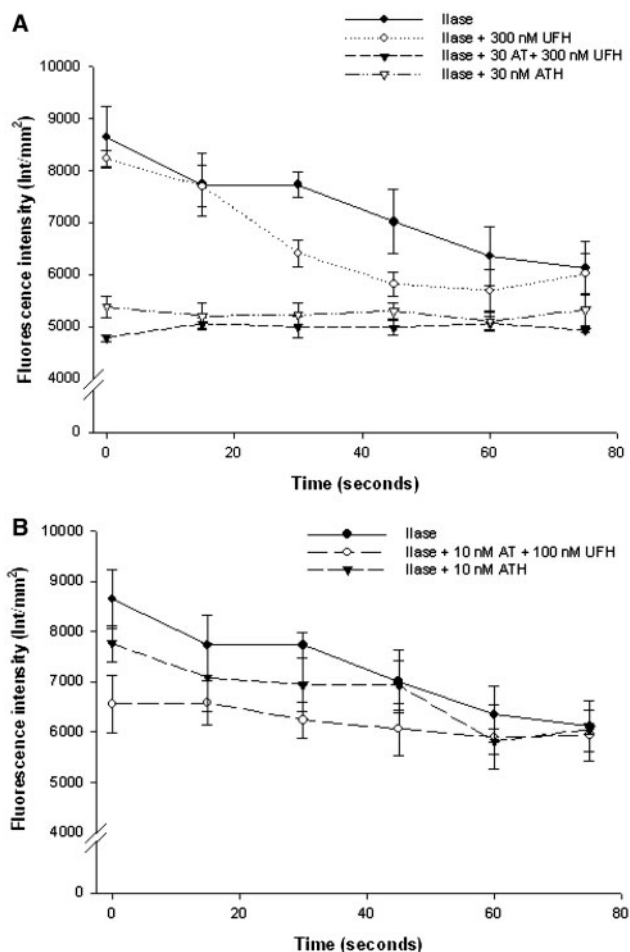 A
IIase
IIase + 300 nM UFH
IIase + 30 AT+ 300 nM UFH
IIase + 30 nM ATH
10000
9000
8000
7000
6000
5000
4000
0
Fluorescence intensity (Int/mm²)
0 20 40 60 80
Time (seconds)
B
IIase
IIase + 10 nM AT + 100 nM UFH
IIase + 10 nM ATH
10000
9000
8000
7000
6000
5000
4000
0
Fluorescence intensity (Int/mm²)
0 20 40 60 80
Time (seconds)